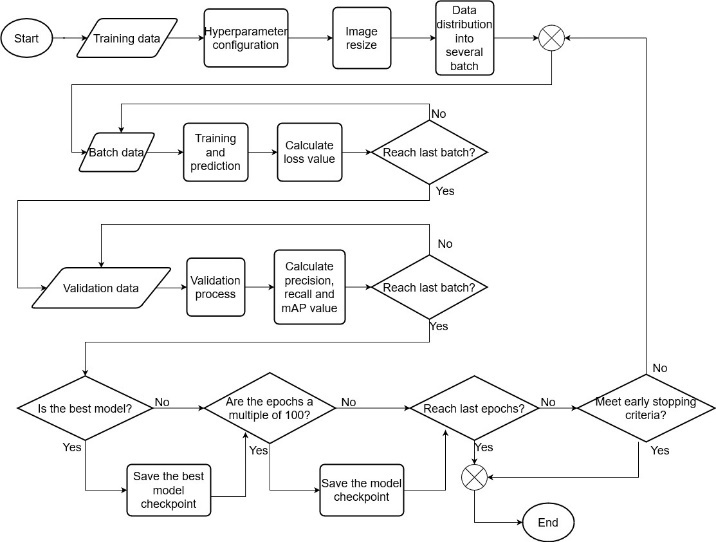 Start
Training data
Hyperparameter
configuration
Image
resize
Data
distribution
into
several
batch
No
Batch data
Training
and
prediction
Calculate
loss value
Reach last batch?
Yes
No
Validation data
Validation
process
Calculate
precision,
recall and
mAP value
Reach last batch?
Yes
Is the best model?
No
Yes
Save the best
model
checkpoint
Are the epochs a
multiple of 100?
No
Yes
Save the model
checkpoint
Reach last epochs?
No
Yes
Meet early stopping
criteria?
No
Yes
End